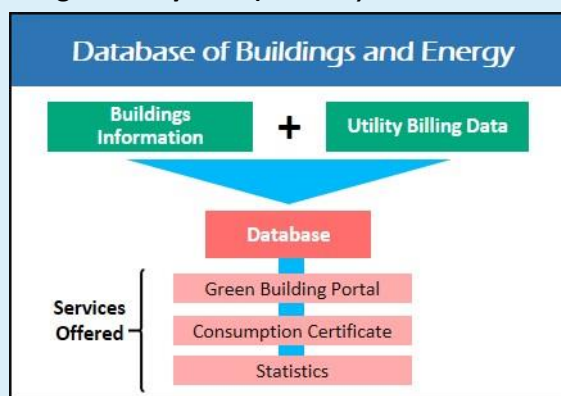 Database of Buildings and Energy
Buildings
Information
+
Utility Billing Data
Database
Services
Offered
Green Building Portal
Consumption Certificate
Statistics